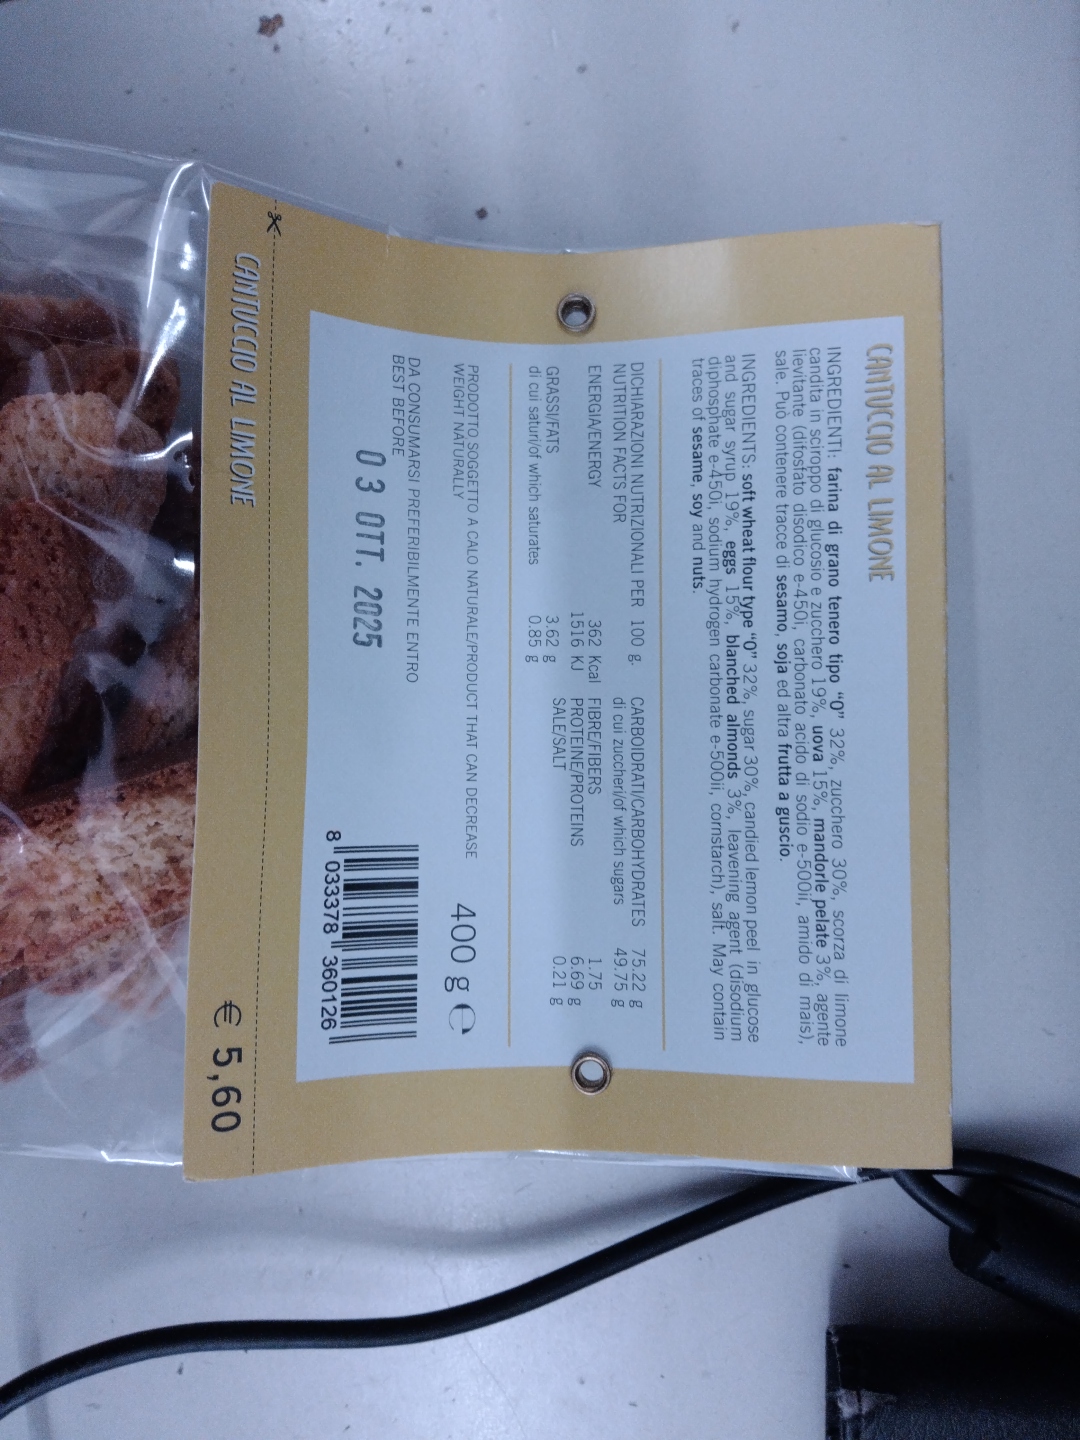 CANTUCCIO AL LIMONE
INGREDIENTI: farina di grano tenero tipo "0" 32%, zucchero 30%, scorza di limone
candita in sciroppo di glucosio e zucchero 19%, uova 15%, mandorle pelate 3%, agente
lievitante (difosfato disodico e-450i, carbonato acido di sodio e-500ii, amido di mais),
sale. Può contenere tracce di sesamo, soja ed altra frutta a guscio.
INGREDIENTS: soft wheat flour type "0" 32%, sugar 30%, candied lemon peel in glucose
and sugar syrup 19%, eggs 15%, blanched almonds 3%, leavening agent (disodium
diphosphate e-450i, sodium hydrogen carbonate e-500ii, cornstarch), salt. May contain
traces of sesame, soy and nuts.
DICHIARAZIONI NUTRIZIONALI PER 100 g.
NUTRITION FACTS FOR
ENERGIA/ENERGY 362 Kcal
1516 KJ
GRASSI/FATS 3.62 g
di cui saturi/of which saturates 0.85 g
CARBOIDRATI/CARBOHYDRATES 75.22 g
di cui zuccheri/of which sugars 49.75 g
FIBRE/FIBERS 1.75
PROTEINE/PROTEINS 6.69 g
SALE/SALT 0.21 g
PRODOTTO SOGGETTO A CALO NATURALE/PRODUCT THAT CAN DECREASE
WEIGHT NATURALLY
400 g ℮
DA CONSUMARSI PREFERIBILMENTE ENTRO
BEST BEFORE
03 OTT. 2025
8 033378 360126
CANTUCCIO AL LIMONE
€ 5,60